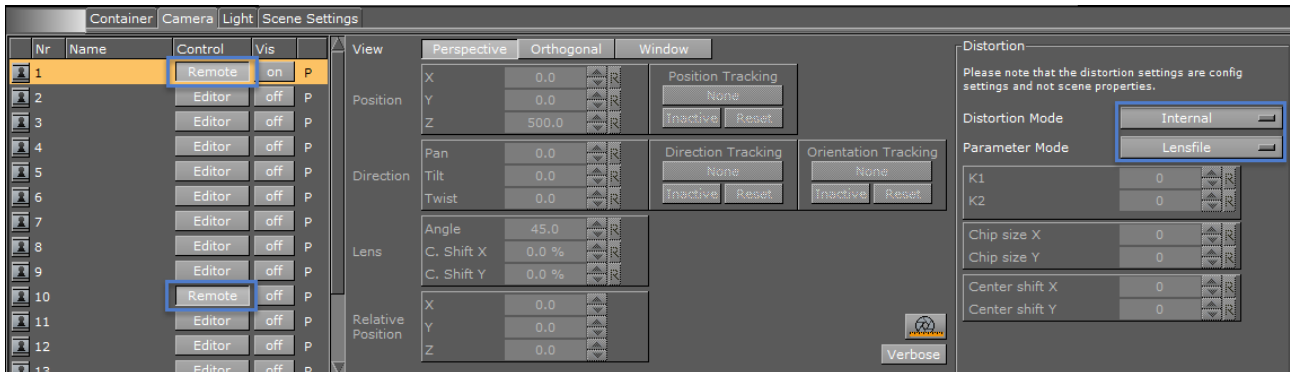 Container Camera Light Scene Settings
Nr Name Control Vis
1 Remote on P
2 Editor off P
3 Editor off P
4 Editor off P
5 Editor off P
6 Editor off P
7 Editor off P
8 Editor off P
9 Editor off P
10 Remote off P
11 Editor off P
12 Editor off P
13 Editor off P
View Perspective Orthogonal Window
Position
X 0.0 R
Y 0.0 R
Z 500.0 R
Position Tracking
None
Inactive Reset
Direction
Pan 0.0 R
Tilt 0.0 R
Twist 0.0 R
Direction Tracking
None
Inactive Reset
Orientation Tracking
None
Inactive Reset
Lens
Angle 45.0 R
C. Shift X 0.0 % R
C. Shift Y 0.0 % R
Relative
Position
X 0.0
Y 0.0
Z 0.0
Verbose
Distortion
Please note that the distortion settings are config
settings and not scene properties.
Distortion Mode Internal
Parameter Mode Lensfile
K1 0 R
K2 0 R
Chip size X 0 R
Chip size Y 0 R
Center shift X 0 R
Center shift Y 0 R